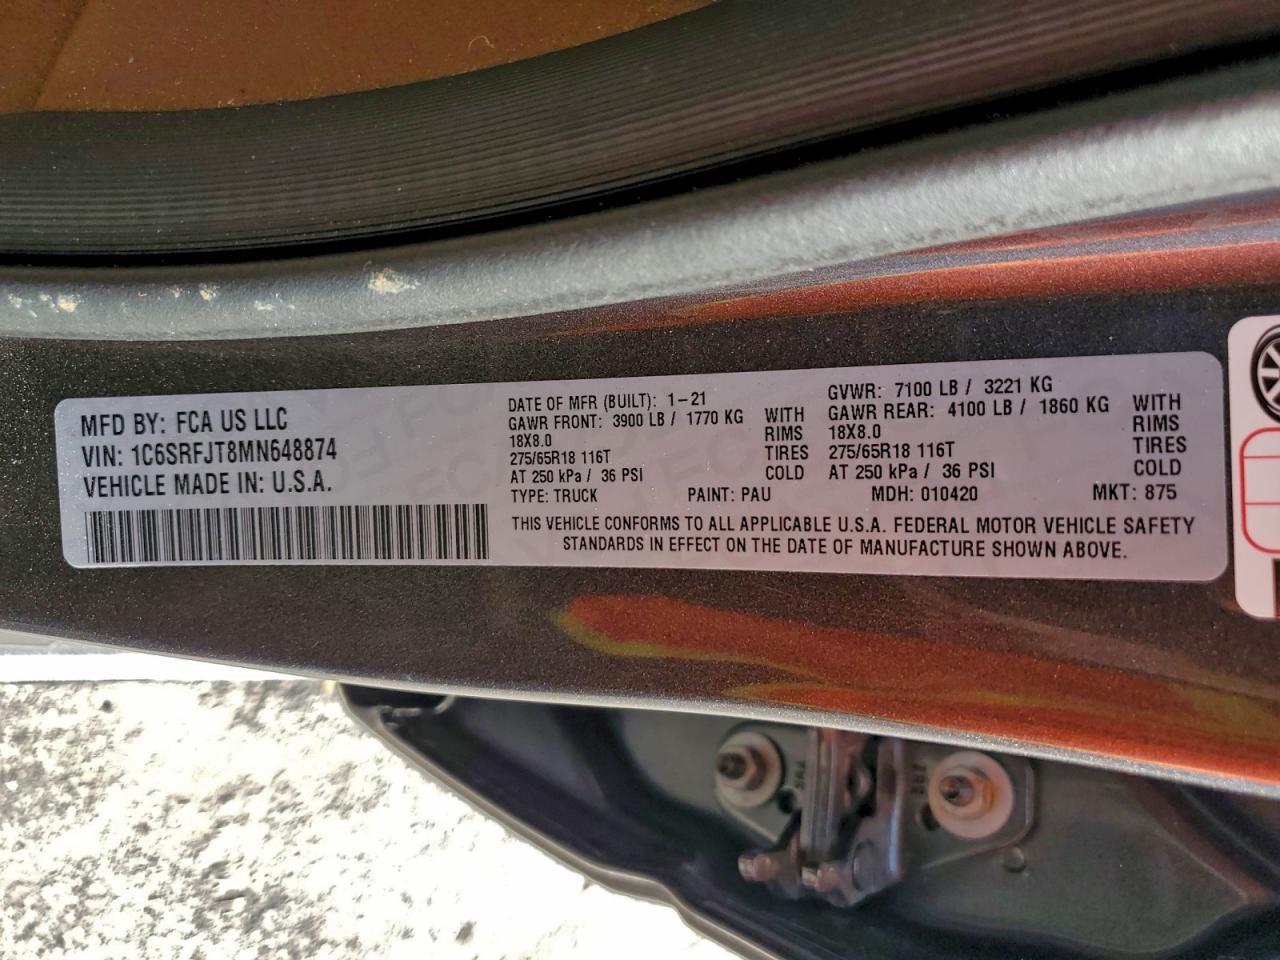 MFD BY: FCA US LLC
VIN: 1C6SRFJT8MN648874
VEHICLE MADE IN: U.S.A.
DATE OF MFR (BUILT): 1-21
GAWR FRONT: 3900 LB / 1770 KG WITH
18X8.0 RIMS
275/65R18 116T TIRES
AT 250 kPa / 36 PSI COLD
GVWR: 7100 LB / 3221 KG
GAWR REAR: 4100 LB / 1860 KG WITH
18X8.0 RIMS
275/65R18 116T TIRES
AT 250 kPa / 36 PSI COLD
TYPE: TRUCK PAINT: PAU MDH: 010420 MKT: 875
THIS VEHICLE CONFORMS TO ALL APPLICABLE U.S.A. FEDERAL MOTOR VEHICLE SAFETY
STANDARDS IN EFFECT ON THE DATE OF MANUFACTURE SHOWN ABOVE.